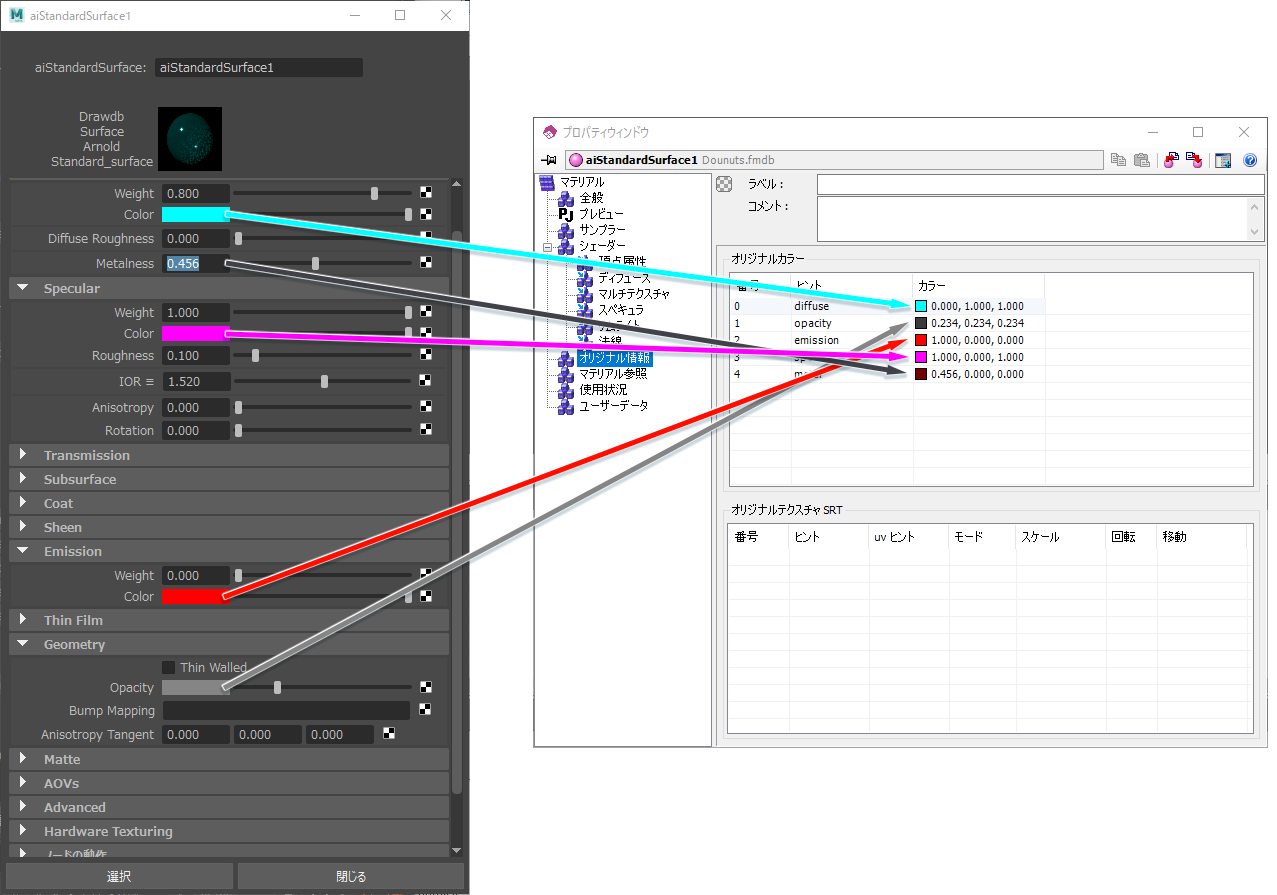 aiStandardSurface1
aiStandardSurface: aiStandardSurface1
Drawdb
Surface
Arnold
Standard_surface
Weight 0.800
Color
Diffuse Roughness 0.000
Metalness 0.456
Specular
Weight 1.000
Color
Roughness 0.100
IOR 1.520
Anisotropy 0.000
Rotation 0.000
Transmission
Subsurface
Coat
Sheen
Emission
Weight 0.000
Color
Thin Film
Geometry
Thin Walled
Opacity
Bump Mapping
Anisotropy Tangent 0.000 0.000 0.000
Matte
AOVs
Advanced
Hardware Texturing
ノードの動作
選択 閉じる
プロパティウィンドウ
aiStandardSurface1 Dounuts.fmdb
マテリアル
全般
プレビュー
サンプラー
シェーダー
頂点属性
ディフューズ
マルチテクスチャ
スペキュラ
法線
オリジナル情報
マテリアル参照
使用状況
ユーザーデータ
ラベル :
コメント :
オリジナルカラー
番号 ヒント カラー
0 diffuse 0.000, 1.000, 1.000
1 opacity 0.234, 0.234, 0.234
2 emission 1.000, 0.000, 0.000
3 1.000, 0.000, 1.000
4 0.456, 0.000, 0.000
オリジナルテクスチャ SRT
番号 ヒント uv ヒント モード スケール 回転 移動